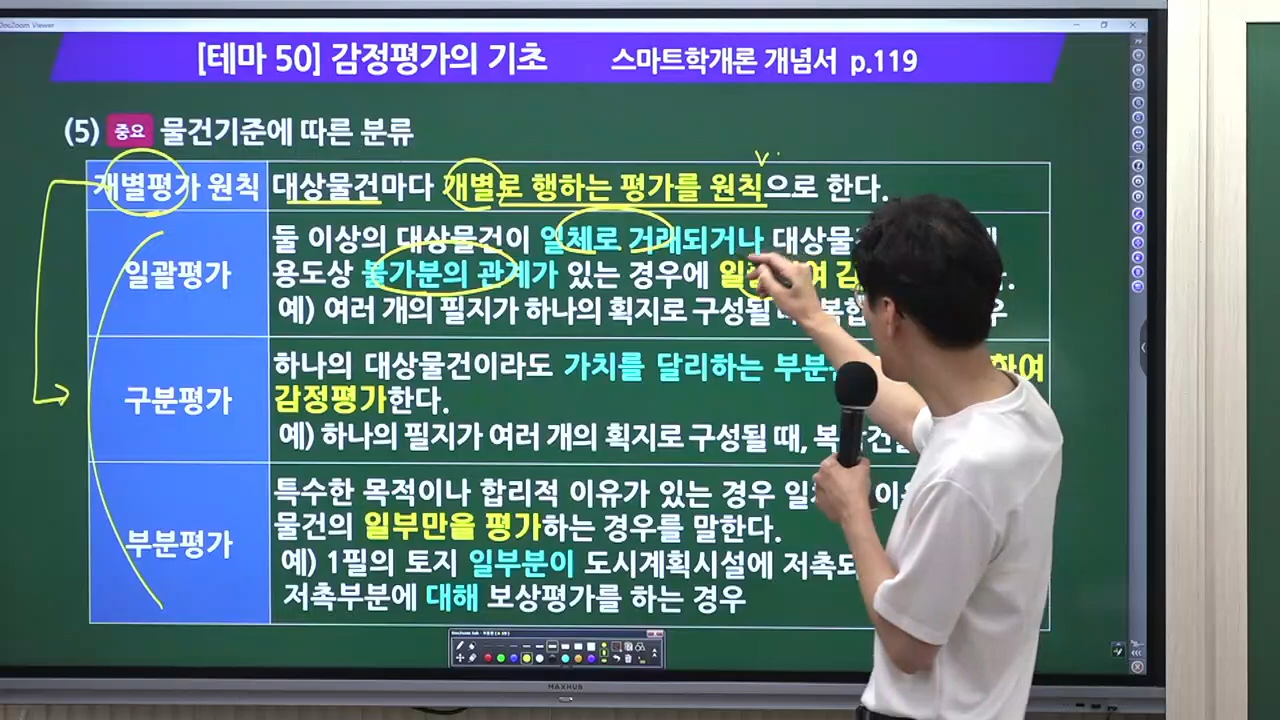 DouZoom Viewer
[테마 50] 감정평가의 기초 스마트학개론 개념서 p.119
(5) 중요 물건기준에 따른 분류
개별평가 원칙 대상물건마다 개별로 행하는 평가를 원칙으로 한다.
일괄평가
둘 이상의 대상물건이 일체로 거래되거나
용도상 불가분의 관계가 있는 경우에
예) 여러 개의 필지가 하나의 획지로 구성될
구분평가
하나의 대상물건이라도 가치를 달리하는 하여
감정평가한다.
예) 하나의 필지가 여러 개의 획지로 구성될 때,
부분평가
특수한 목적이나 합리적 이유가 있는 경우
물건의 일부만을 평가하는 경우를 말한다.
예) 1필의 토지 일부분이 도시계획시설에
저촉부분에 대해 보상평가를 하는 경우
MAXHUB